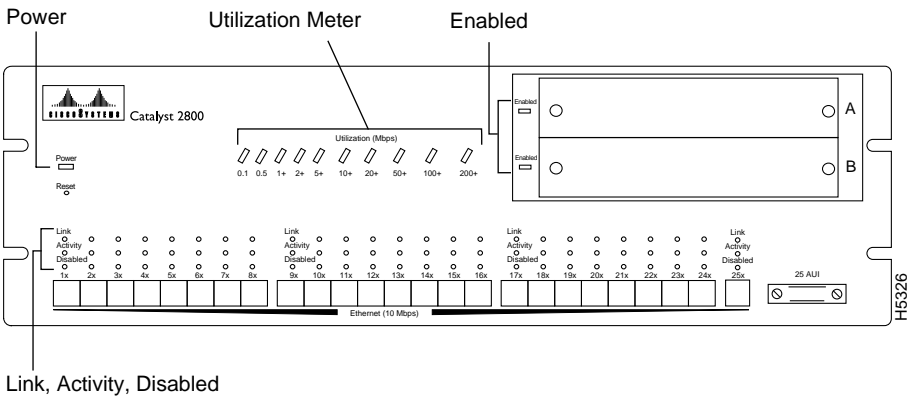 Power
Utilization Meter
Enabled
CISCO SYSTEMS
Catalyst 2800
Power
Reset
Utilization (Mbps)
0.1 0.5 1+ 2+ 5+ 10+ 20+ 50+ 100+ 200+
Enabled
A
Enabled
B
Link
Activity
Disabled
1x 2x 3x 4x 5x 6x 7x 8x
Link
Activity
Disabled
9x 10x 11x 12x 13x 14x 15x 16x
Link
Activity
Disabled
17x 18x 19x 20x 21x 22x 23x 24x
Link
Activity
Disabled
25x
25 AUI
Ethernet (10 Mbps)
H5326
Link, Activity, Disabled